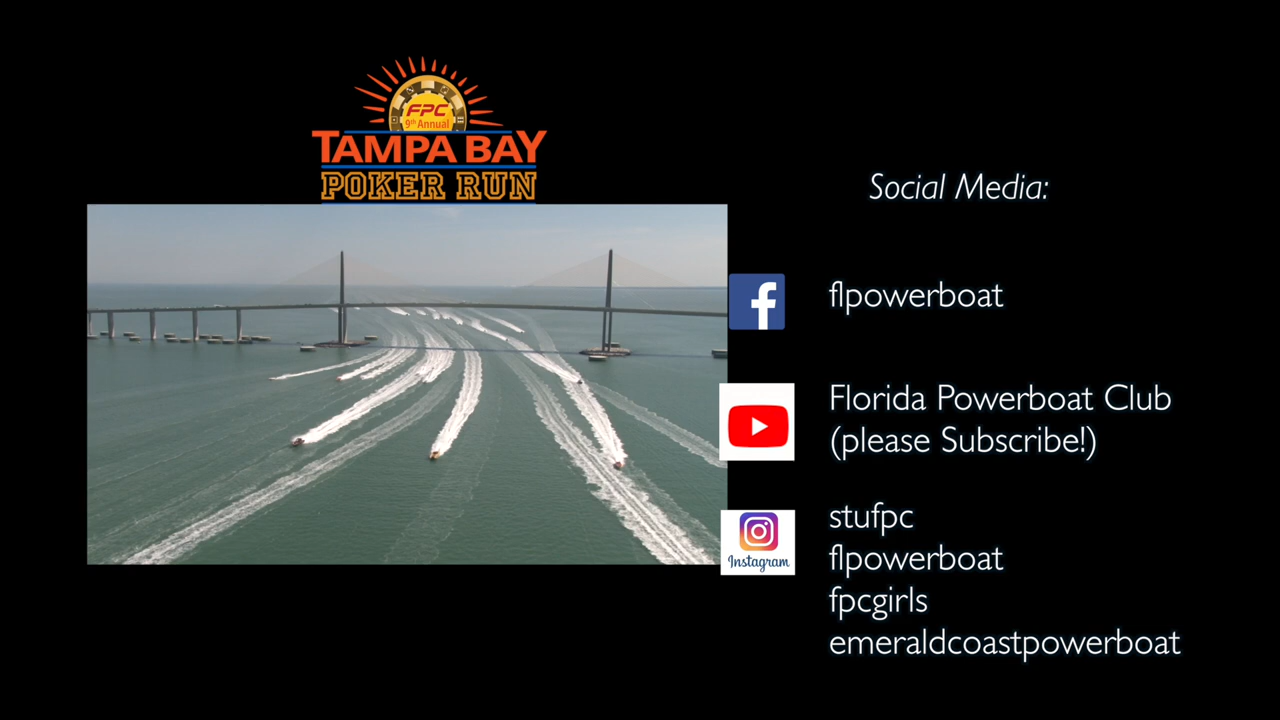 FPC
9th Annual
TAMPA BAY
POKER RUN
Social Media:
flpowerboat
Florida Powerboat Club
(please Subscribe!)
Instagram
stufpc
flpowerboat
fpcgirls
emeraldcoastpowerboat